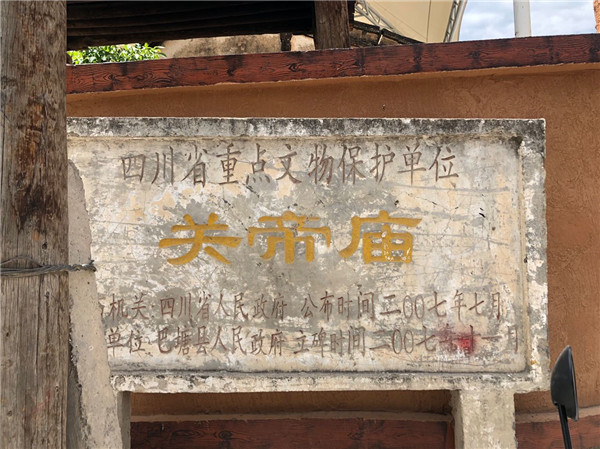 四川省重点文物保护单位
关帝庙
机关:四川省人民政府 公布时间二00七年七月
单位:巴塘县人民政府 立碑时间二00七年十一月